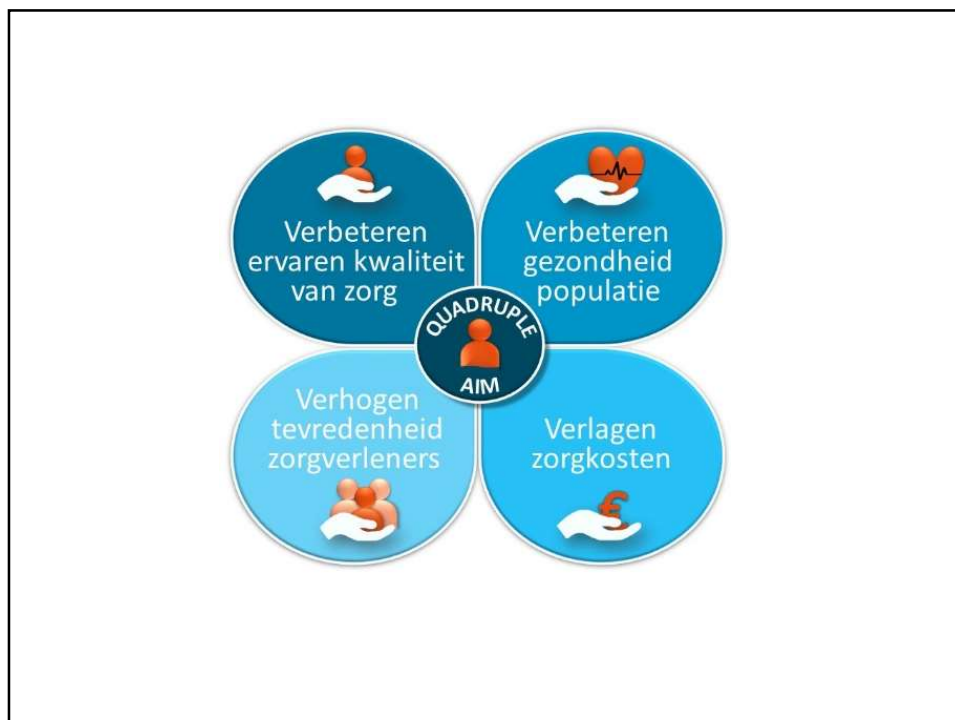 Verbeteren
ervaren kwaliteit
van zorg
Verbeteren
gezondheid
populatie
QUADRUPLE
AIM
Verhogen
tevredenheid
zorgverleners
Verlagen
zorgkosten
€